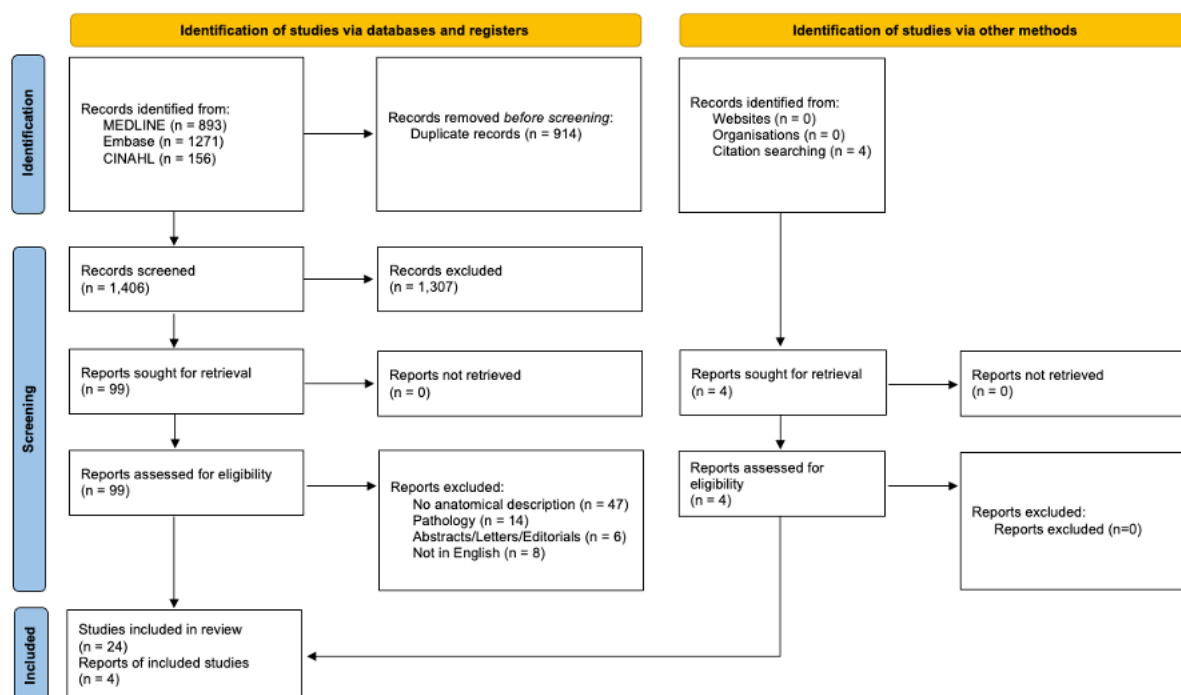 Identification of studies via databases and registers
Identification of studies via other methods
Identification
Records identified from:
MEDLINE (n = 893)
Embase (n = 1271)
CINAHL (n = 156)
Records removed before screening:
Duplicate records (n = 914)
Records identified from:
Websites (n = 0)
Organisations (n = 0)
Citation searching (n = 4)
Screening
Records screened
(n = 1,406)
Records excluded
(n = 1,307)
Reports sought for retrieval
(n = 99)
Reports not retrieved
(n = 0)
Reports sought for retrieval
(n = 4)
Reports not retrieved
(n = 0)
Reports assessed for eligibility
(n = 99)
Reports excluded:
No anatomical description (n = 47)
Pathology (n = 14)
Abstracts/Letters/Editorials (n = 6)
Not in English (n = 8)
Reports assessed for
eligibility
(n = 4)
Reports excluded:
Reports excluded (n=0)
Included
Studies included in review
(n = 24)
Reports of included studies
(n = 4)